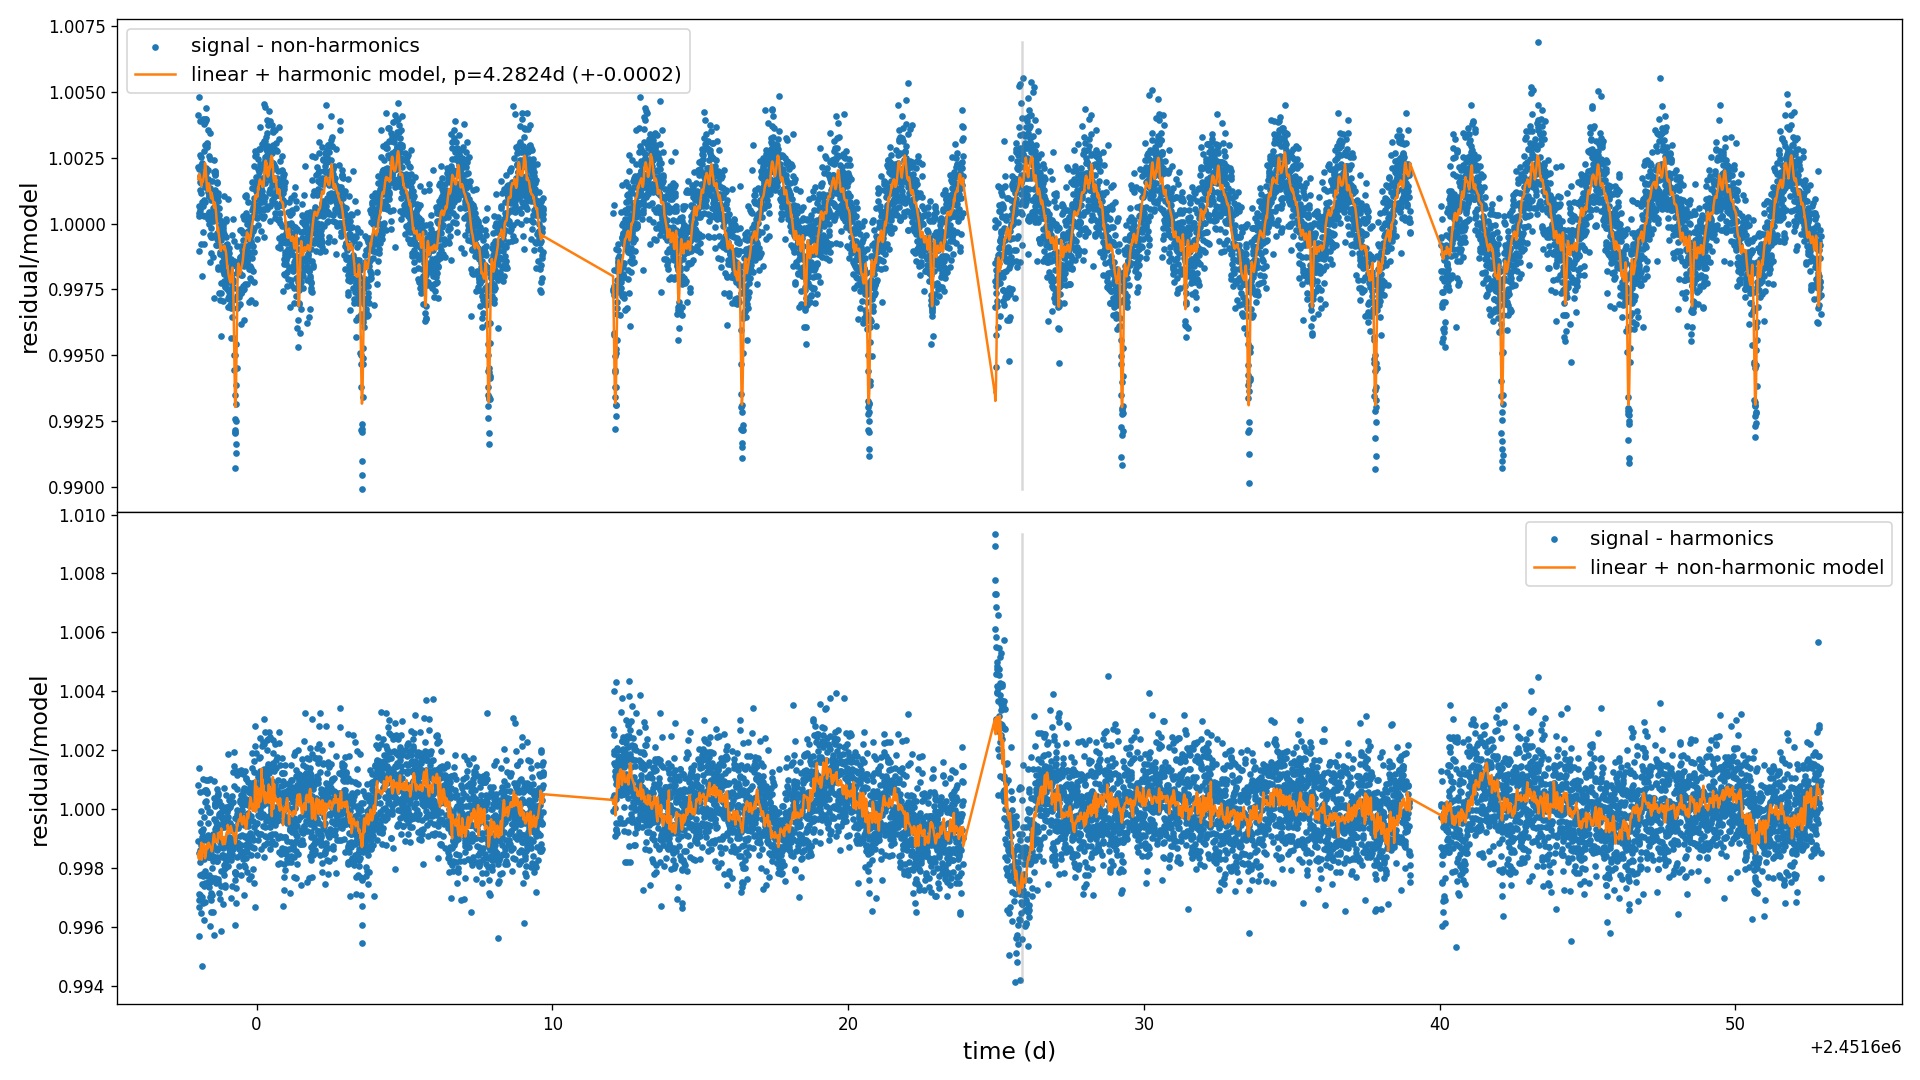 1.0075
1.0050
1.0025
1.0000
0.9975
0.9950
0.9925
0.9900
residual/model
signal - non-harmonics
linear + harmonic model, p=4.2824d (+-0.0002)
1.010
1.008
1.006
1.004
1.002
1.000
0.998
0.996
0.994
residual/model
signal - harmonics
linear + non-harmonic model
0 10 20 30 40 50
time (d)
+2.4516e6